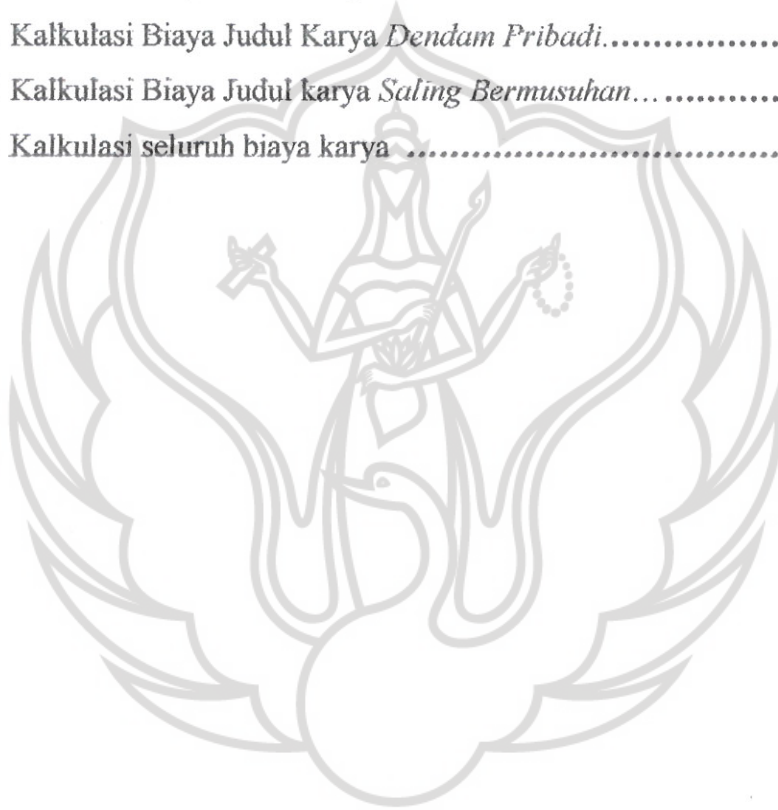 Kalkulasi Biaya Judul Karya Dendam Pribadi..................
Kalkulasi Biaya Judul karya Saling Bermusuhan...............
Kalkulasi seluruh biaya karya ....................................